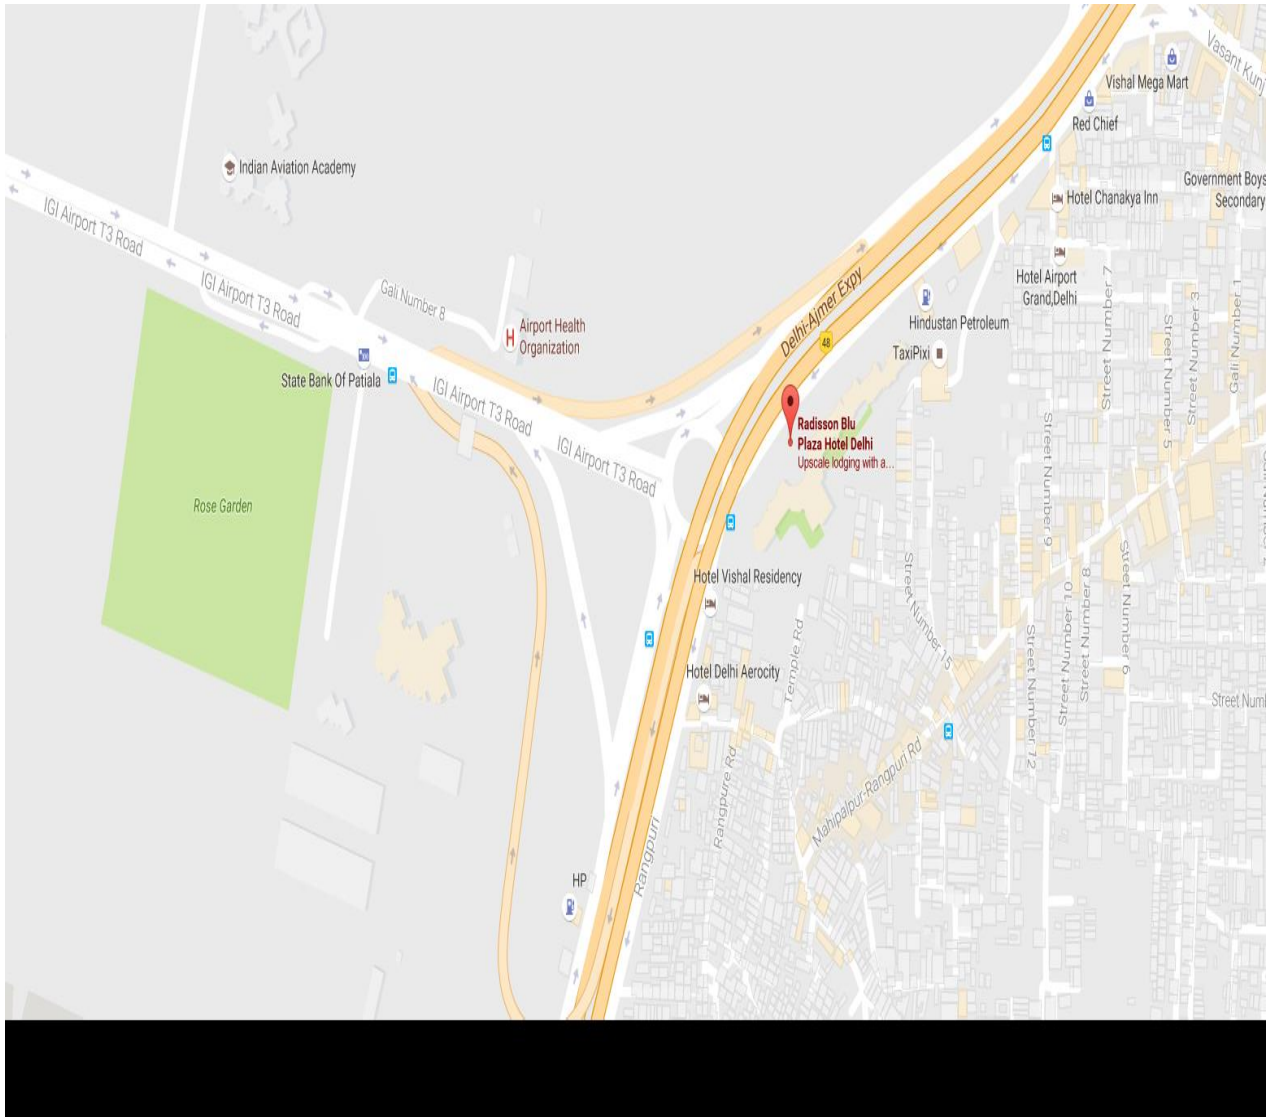 Vasant Kunj
Vishal Mega Mart
Red Chief
Indian Aviation Academy
Government Boys
Secondary
Hotel Chanakya Inn
IGI Airport T3 Road
IGI Airport T3 Road
Gali Number 8
Airport Health
Organization
Delhi-Ajmer Expy
48
Hotel Airport
Grand,Delhi
Street Number 7
Street Number 3
Gali Number 1
Hindustan Petroleum
TaxiPixi
Street Number 5
State Bank Of Patiala
IGI Airport T3 Road
IGI Airport T3 Road
Radisson Blu
Plaza Hotel Delhi
Upscale lodging with a...
Rose Garden
Street Number 9
Hotel Vishal Residency
Street Number 15
Street Number 10
Street Number 8
Street Number 6
Hotel Delhi Aerocity
Temple Rd
Street Number 12
Street Numb
Rangpure Rd
Mahipalpur-Rangpuri Rd
Rangpuri
HP